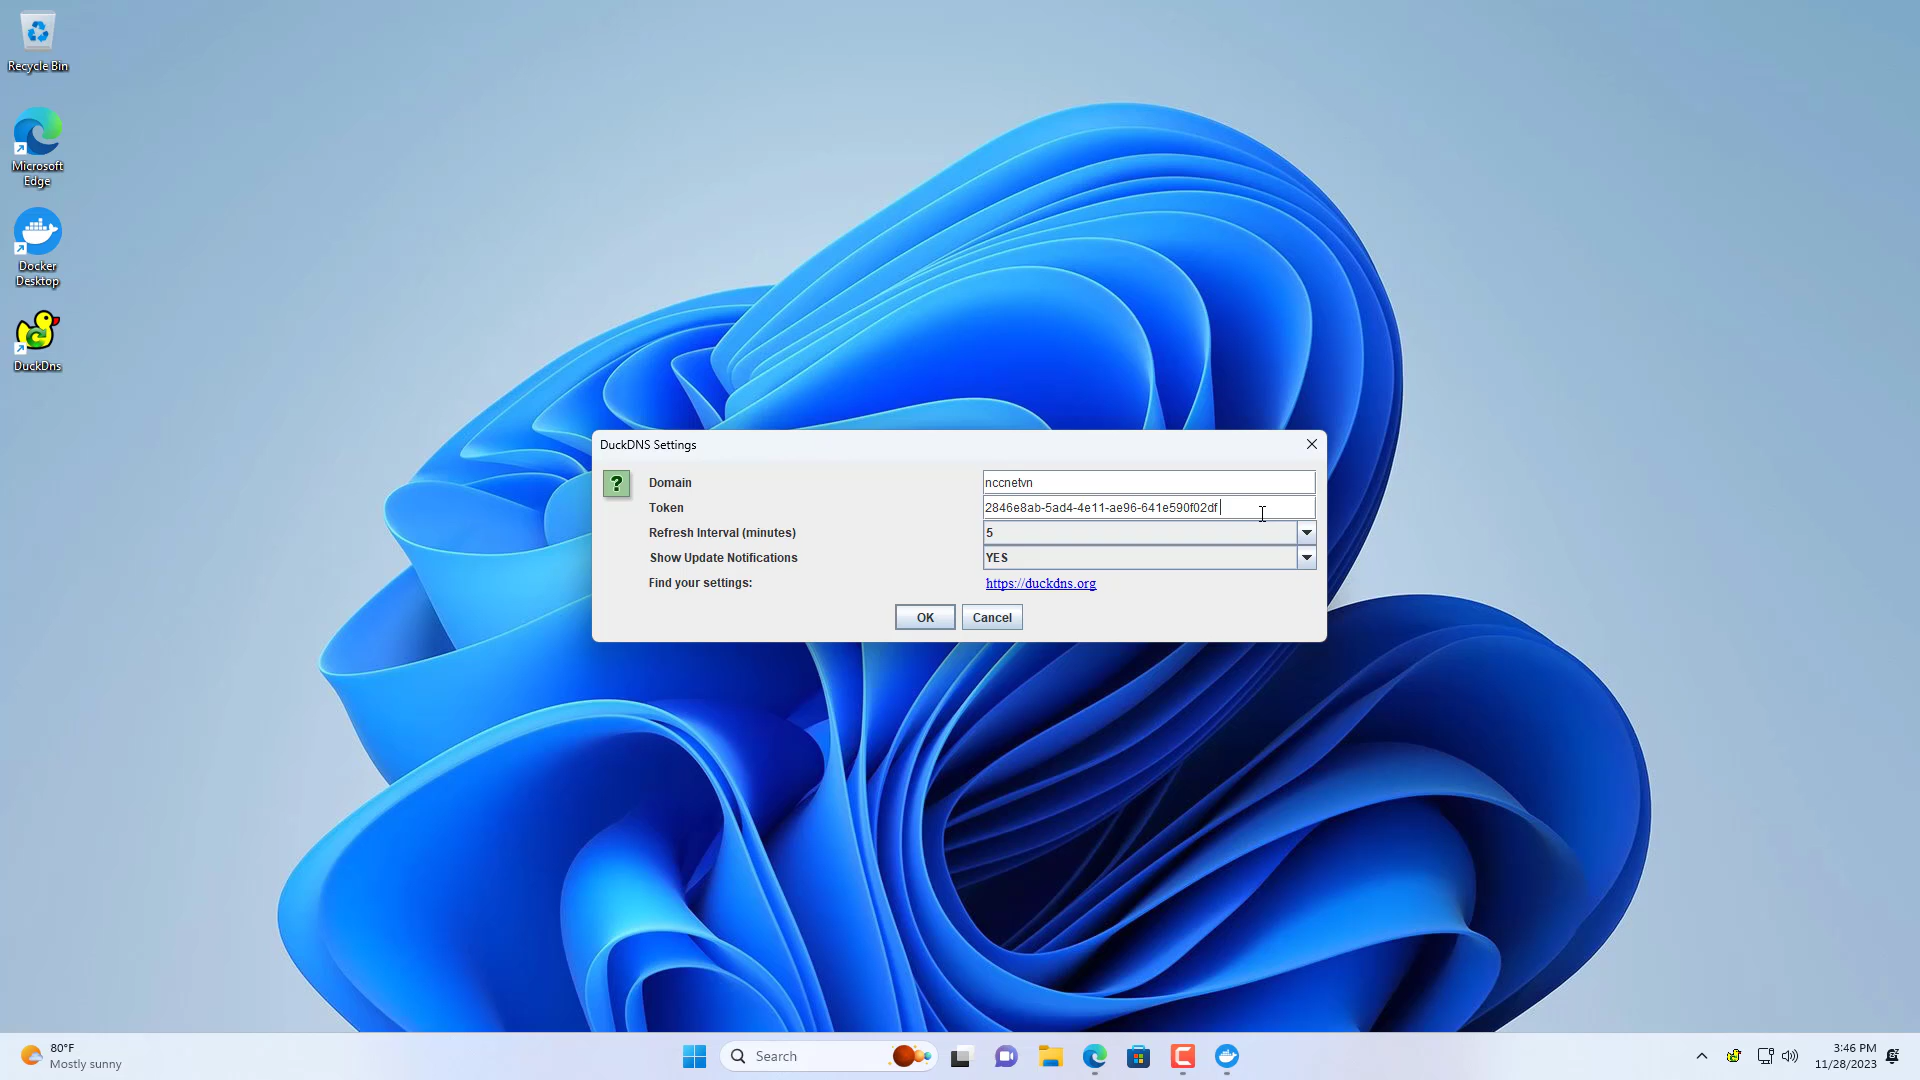 Recycle Bin
Microsoft
Edge
Docker
Desktop
DuckDns
DuckDNS Settings
?
Domain
nccnetvn
Token
2846e8ab-5ad4-4e11-ae96-641e590f02df
Refresh Interval (minutes)
5
Show Update Notifications
YES
Find your settings:
https://duckdns.org
OK
Cancel
80°F
Mostly sunny
Search
3:46 PM
11/28/2023